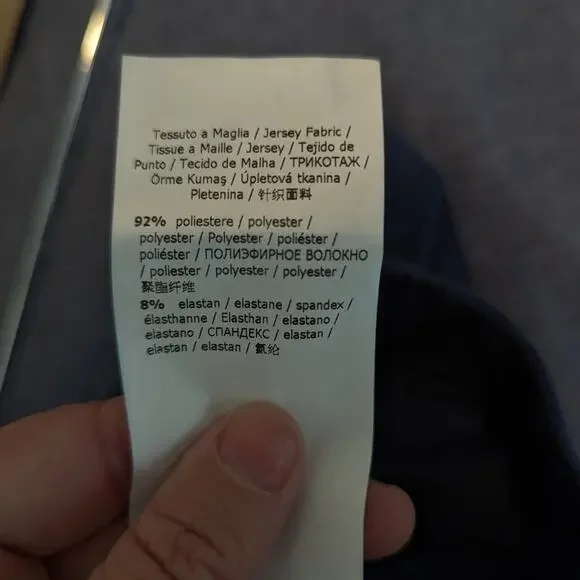 Tessuto a Maglia / Jersey Fabric /
Tissue a Maille / Jersey / Tejido de
Punto / Tecido de Malha / ТРИКОТАЖ /
Örme Kumaş / Úpletová tkanina /
Pletenina / 针织面料
92% poliestere / polyester /
polyester / Polyester / poliéster /
poliéster / ПОЛИЭФИРНОЕ ВОЛОКНО
/ poliester / polyester / polyester /
聚酯纤维
8% elastan / elastane / spandex /
élasthanne / Elasthan / elastano /
elastano / СПАНДЕКС / elastan /
elastan / elastan / 氨纶